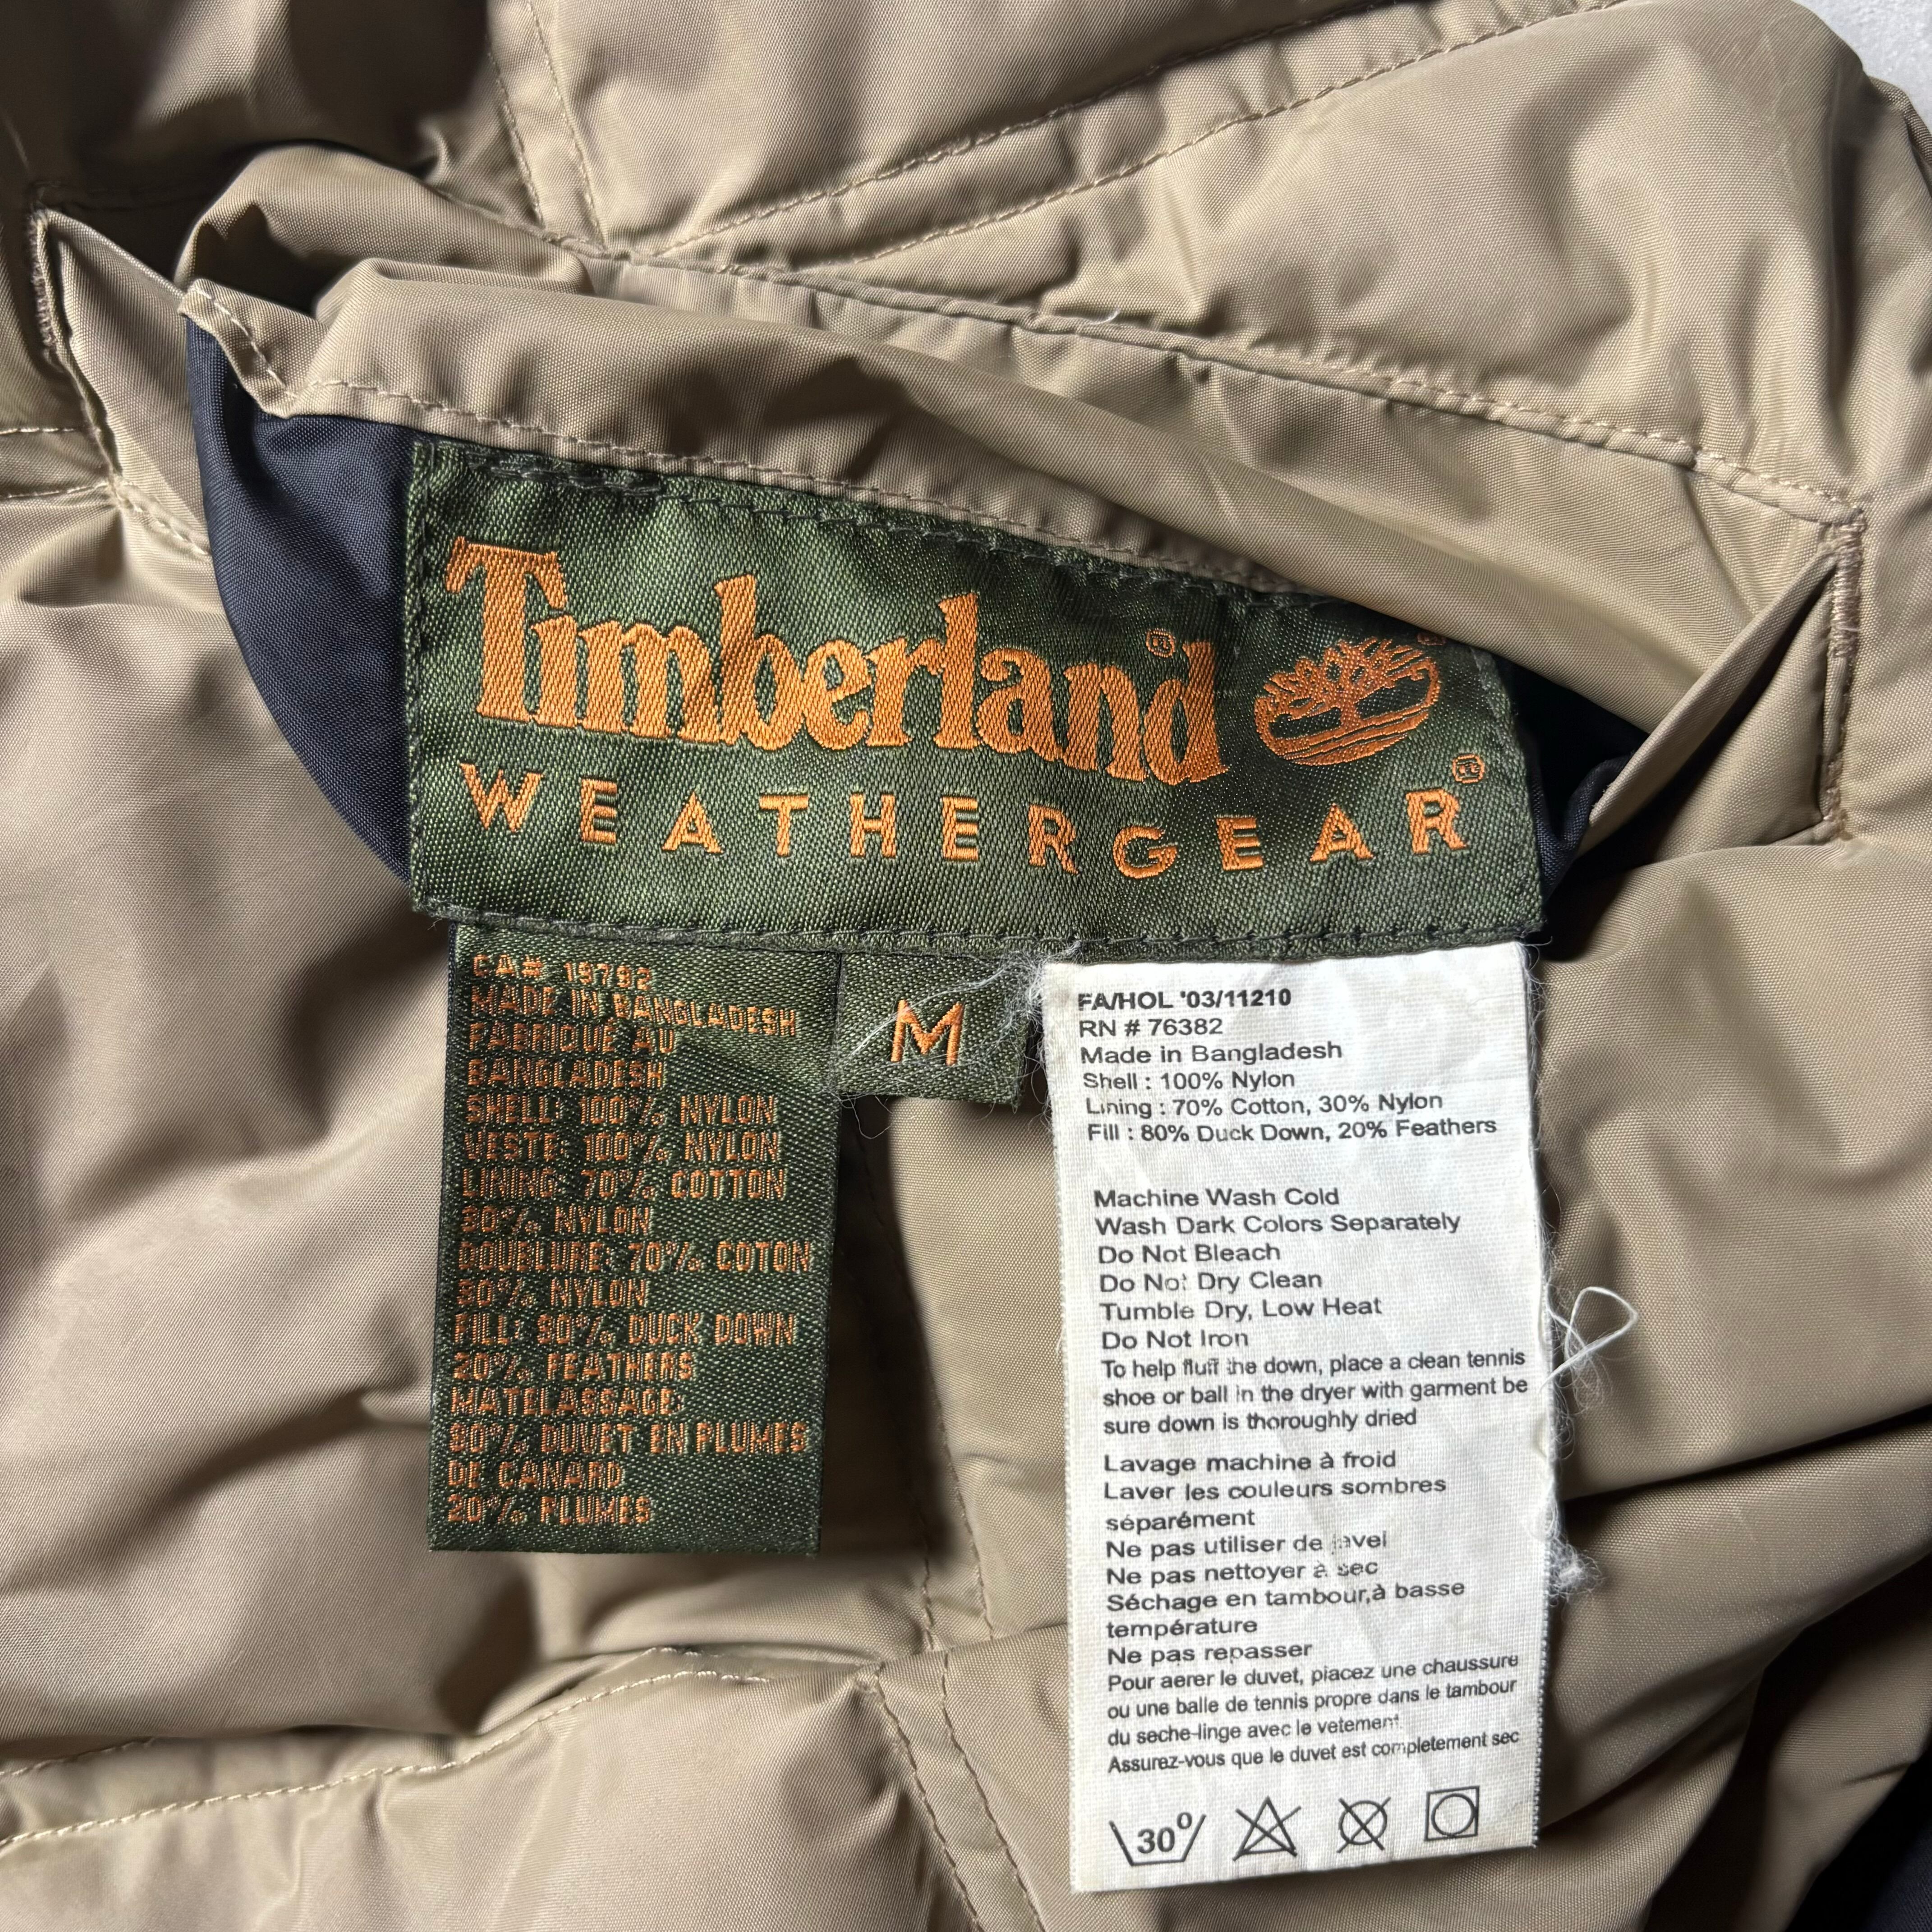 Timberland®
WEATHERGEAR®
CA# 19792
MADE IN BANGLADESH
FABRIQUÉ AU
BANGLADESH
SHELL: 100% NYLON
VESTE: 100% NYLON
LINING: 70% COTTON
30% NYLON
DOUBLURE: 70% COTON
30% NYLON
FILL: 80% DUCK DOWN
20% FEATHERS
MATELASSAGE:
80% DUVET EN PLUMES
DE CANARD
20% PLUMES
M
FA/HOL '03/11210
RN # 76382
Made in Bangladesh
Shell : 100% Nylon
Lining : 70% Cotton, 30% Nylon
Fill : 80% Duck Down, 20% Feathers
Machine Wash Cold
Wash Dark Colors Separately
Do Not Bleach
Do Not Dry Clean
Tumble Dry, Low Heat
Do Not Iron
To help fluff the down, place a clean tennis
shoe or ball in the dryer with garment be
sure down is thoroughly dried
Lavage machine à froid
Laver les couleurs sombres
séparément
Ne pas utiliser de javel
Ne pas nettoyer à sec
Séchage en tambour,à basse
température
Ne pas repasser
Pour aerer le duvet, placez une chaussure
ou une balle de tennis propre dans le tambour
du seche-linge avec le vetement.
Assurez-vous que le duvet est completement sec
30°